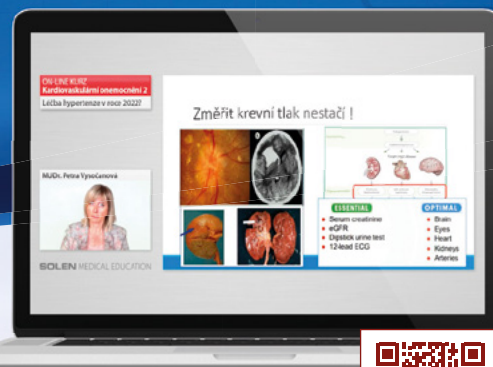 ON-LINE KURZ
Kardiovaskulární onemocnění 2
Léčba hypertenze v roce 2022?
MUDr. Petra Vysočanová
SOLEN MEDICAL EDUCATION
Změřit krevní tlak nestačí !
ESSENTIAL
Serum creatinine
eGFR
Dipstick urine test
12-lead ECG
OPTIMAL
Brain
Eyes
Heart
Kidneys
Arteries